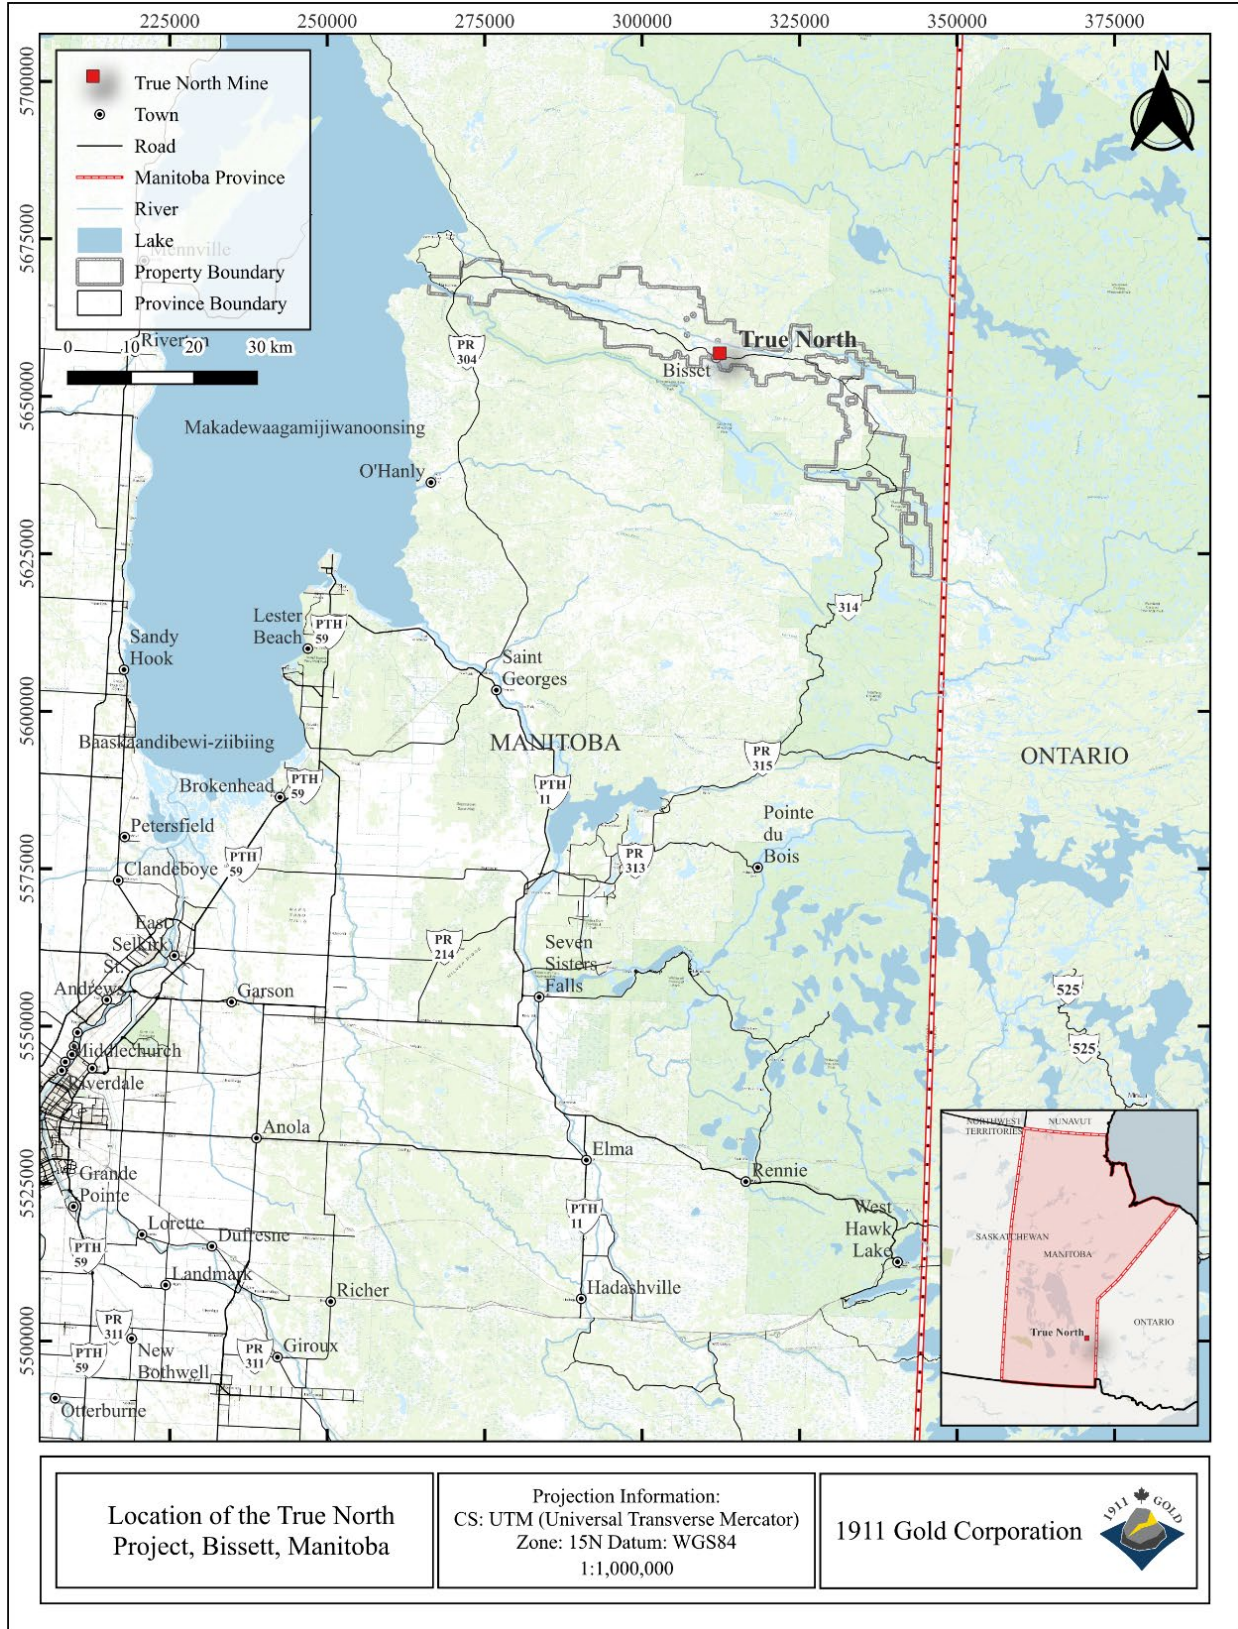 225000
250000
275000
300000
325000
350000
375000
5700000
5675000
5650000
5625000
5600000
5575000
5550000
5525000
5500000
N
True North Mine
Town
Road
Manitoba Province
River
Lake
Property Boundary
Province Boundary
Mennville
Riverton
0 10 20 30 km
PR
304
True North
Bisset
Makadewaagamijiwanoonsing
O'Hanly
314
Lester
Beach
PTH
59
Sandy
Hook
Saint
Georges
Baaskaandibewi-ziibiing
MANITOBA
PR
315
ONTARIO
Brokenhead
PTH
59
PTH
11
Pointe
du
Bois
Petersfield
Clandeboye
PTH
59
PR
313
East
Selkirk
PR
214
Seven
Sisters
Falls
St.
Andrews
Garson
525
525
Middlechurch
Riverdale
Anola
Elma
Rennie
Grande
Pointe
PTH
11
West
Hawk
Lake
Lorette
Dufresne
PTH
59
Landmark
Richer
Hadashville
PR
311
New
Bothwell
PTH
59
PR
311
Giroux
Otterburne
NORTHWEST
TERRITORIES
NUNAVUT
SASKATCHEWAN
MANITOBA
True North
ONTARIO
Location of the True North
Project, Bissett, Manitoba
Projection Information:
CS: UTM (Universal Transverse Mercator)
Zone: 15N Datum: WGS84
1:1,000,000
1911 Gold Corporation
1911 GOLD